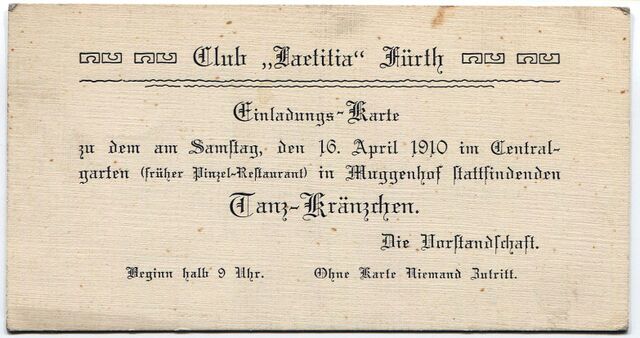 Club „Laetitia“ Fürth
Einladungs-Karte
zu dem am Samstag, den 16. April 1910 im Central-
garten (früher Pinzel-Restaurant) in Muggenhof stattfindenden
Tanz-Kränzchen.
Die Vorstandschaft.
Beginn halb 9 Uhr. Ohne Karte Niemand Zutritt.